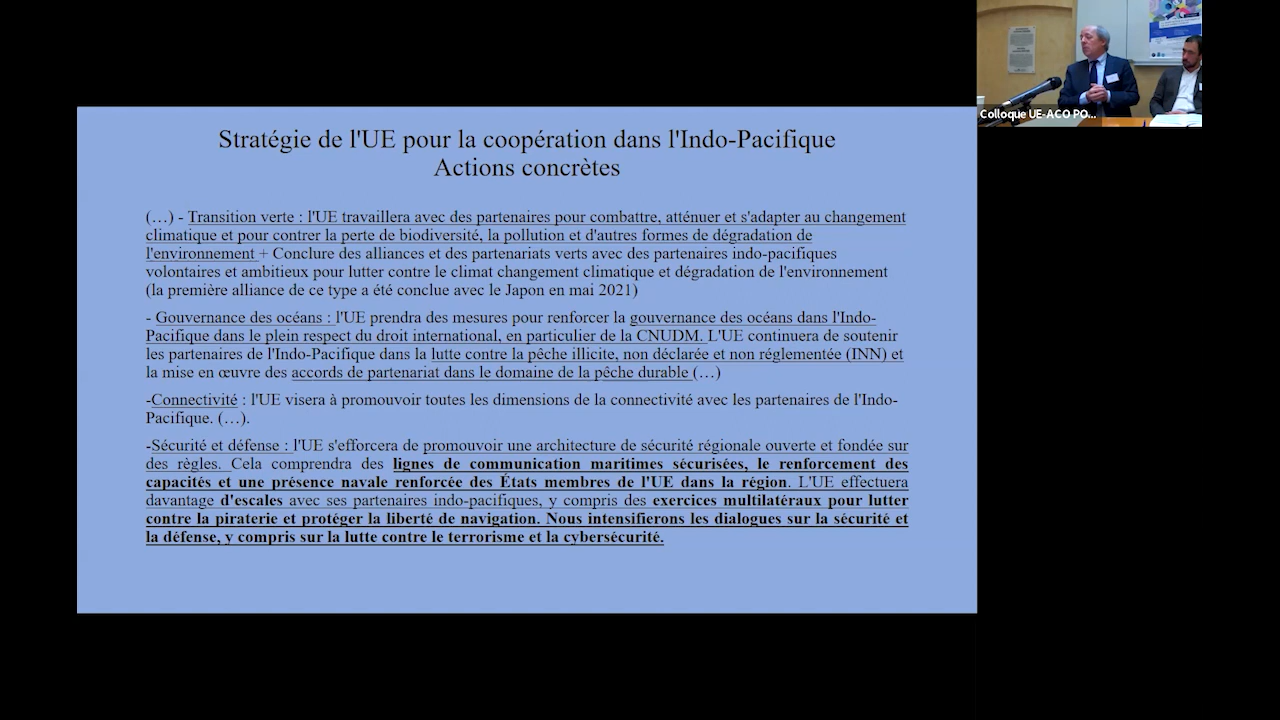 Stratégie de l'UE pour la coopération dans l'Indo-Pacifique
Actions concrètes
(…) - Transition verte : l'UE travaillera avec des partenaires pour combattre, atténuer et s'adapter au changement
climatique et pour contrer la perte de biodiversité, la pollution et d'autres formes de dégradation de
l'environnement + Conclure des alliances et des partenariats verts avec des partenaires indo-pacifiques
volontaires et ambitieux pour lutter contre le climat changement climatique et dégradation de l'environnement
(la première alliance de ce type a été conclue avec le Japon en mai 2021)
- Gouvernance des océans : l'UE prendra des mesures pour renforcer la gouvernance des océans dans l'Indo-
Pacifique dans le plein respect du droit international, en particulier de la CNUDM. L'UE continuera de soutenir
les partenaires de l'Indo-Pacifique dans la lutte contre la pêche illicite, non déclarée et non réglementée (INN) et
la mise en œuvre des accords de partenariat dans le domaine de la pêche durable (…)
-Connectivité : l'UE visera à promouvoir toutes les dimensions de la connectivité avec les partenaires de l'Indo-
Pacifique. (…).
-Sécurité et défense : l'UE s'efforcera de promouvoir une architecture de sécurité régionale ouverte et fondée sur
des règles. Cela comprendra des lignes de communication maritimes sécurisées, le renforcement des
capacités et une présence navale renforcée des États membres de l'UE dans la région. L'UE effectuera
davantage d'escales avec ses partenaires indo-pacifiques, y compris des exercices multilatéraux pour lutter
contre la piraterie et protéger la liberté de navigation. Nous intensifierons les dialogues sur la sécurité et
la défense, y compris sur la lutte contre le terrorisme et la cybersécurité.
Colloque UE-ACO PO...